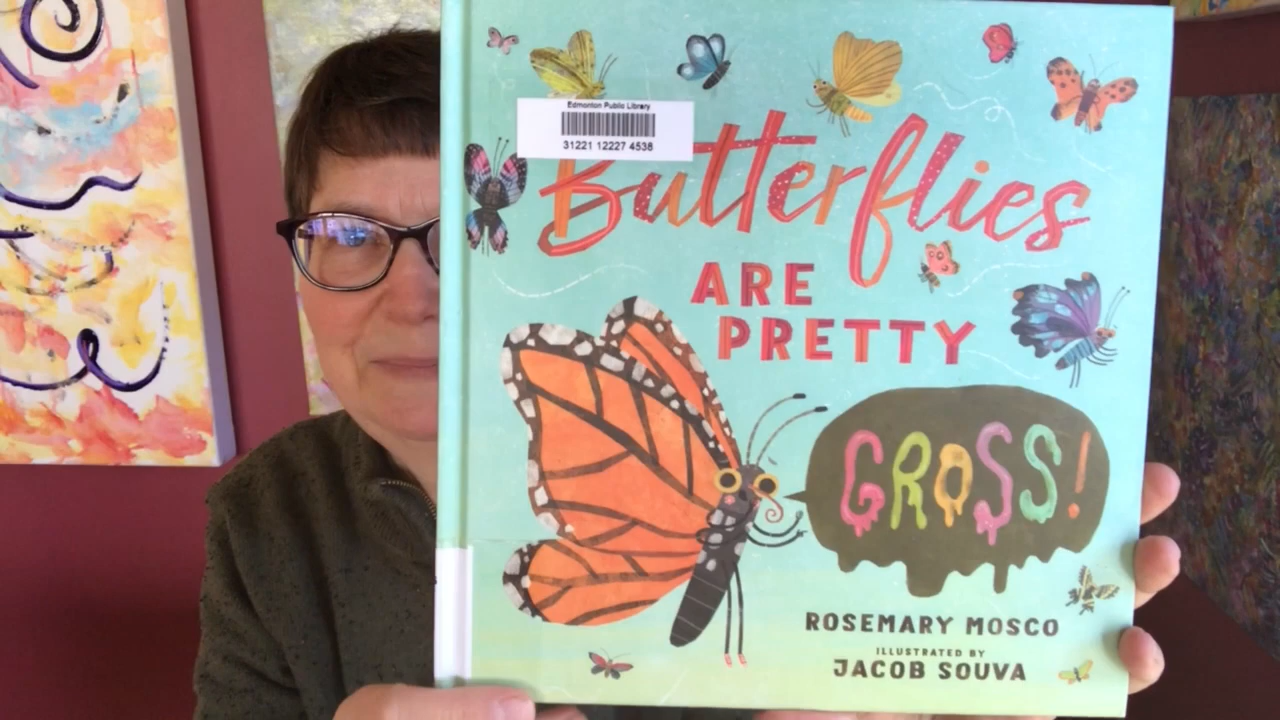 Edmonton Public Library
31221 12227 4538
Butterflies
ARE
PRETTY
GROSS!
ROSEMARY MOSCO
ILLUSTRATED BY
JACOB SOUVA